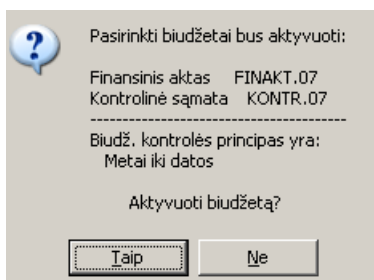 Pasirinkti biudžetai bus aktyvuoti:
Finansinis aktas FINAKT.07
Kontrolinė sąmata KONTR.07
--------------------------------------
Biudž. kontrolės principas yra:
Metai iki datos
Aktyvuoti biudžetą?
Taip Ne